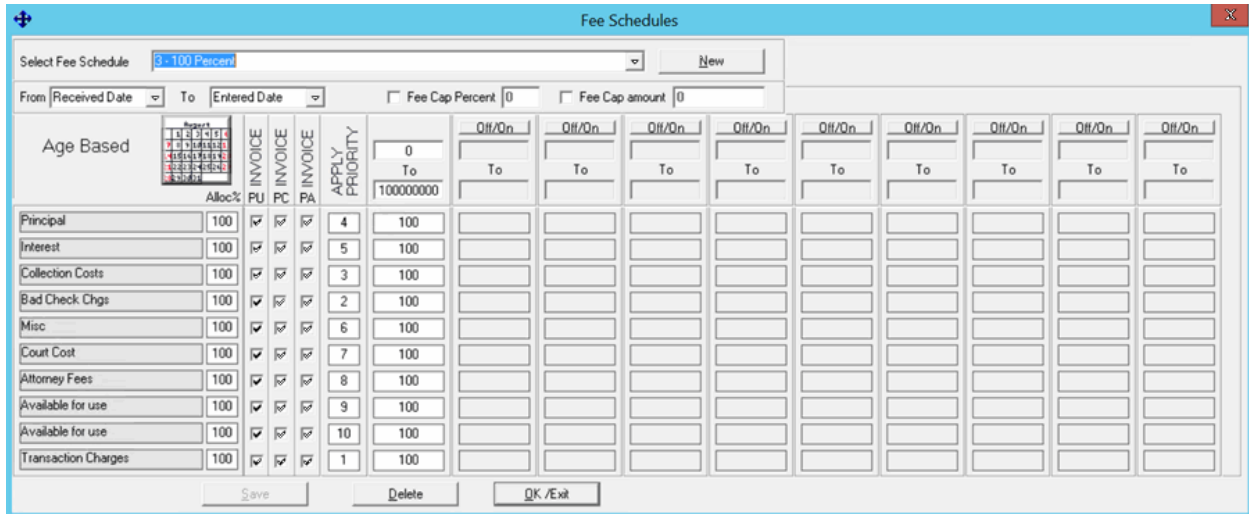 Fee Schedules
Select Fee Schedule 3 - 100 Percent New
From Received Date To Entered Date Fee Cap Percent 0 Fee Cap amount 0
Age Based August Alloc% PU INVOICE PC INVOICE PA INVOICE APPLY PRIORITY
0 To 100000000
Off/On Off/On Off/On Off/On Off/On Off/On Off/On Off/On Off/On
To To To To To To To To To
Principal 100 4 100
Interest 100 5 100
Collection Costs 100 3 100
Bad Check Chgs 100 2 100
Misc 100 6 100
Court Cost 100 7 100
Attorney Fees 100 8 100
Available for use 100 9 100
Available for use 100 10 100
Transaction Charges 100 1 100
Save Delete OK /Exit